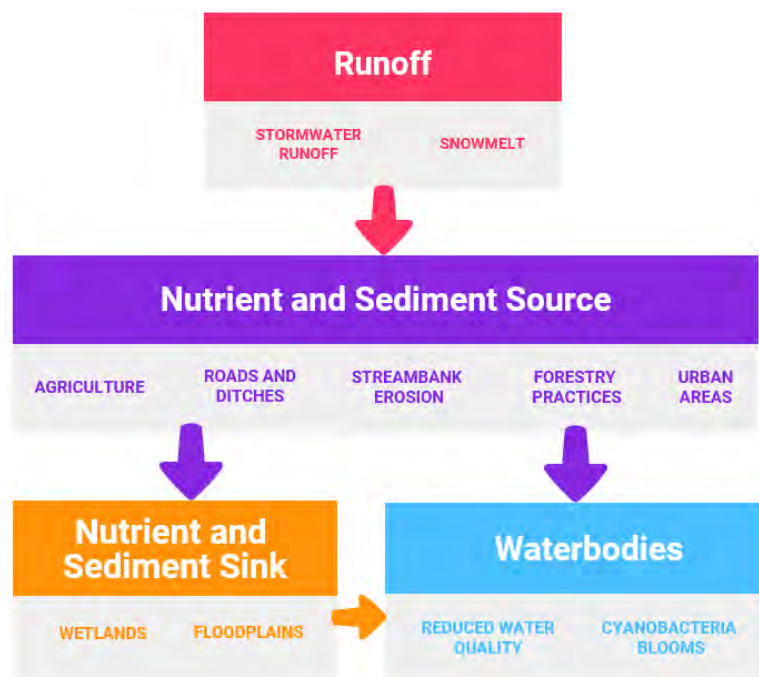 Runoff
STORMWATER
RUNOFF
SNOWMELT
Nutrient and Sediment Source
AGRICULTURE
ROADS AND
DITCHES
STREAMBANK
EROSION
FORESTRY
PRACTICES
URBAN
AREAS
Nutrient and
Sediment Sink
WETLANDS
FLOODPLAINS
Waterbodies
REDUCED WATER
QUALITY
CYANOBACTERIA
BLOOMS